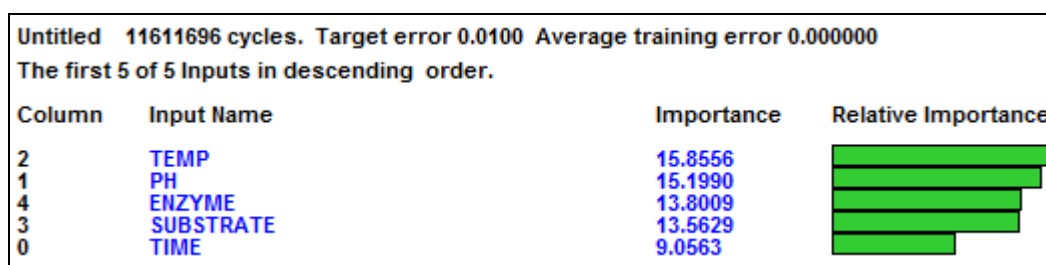 Untitled 11611696 cycles. Target error 0.0100 Average training error 0.000000
The first 5 of 5 Inputs in descending order.
Column Input Name Importance Relative Importance
2 TEMP 15.8556
1 PH 15.1990
4 ENZYME 13.8009
3 SUBSTRATE 13.5629
0 TIME 9.0563